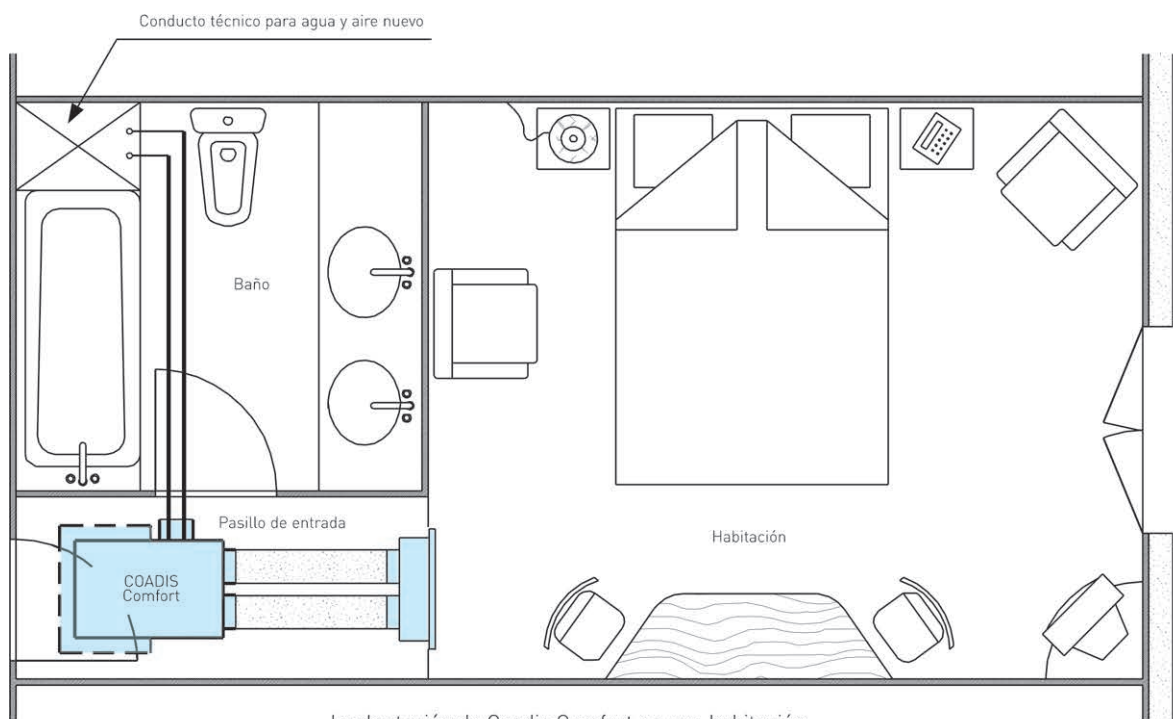 Conducto técnico para agua y aire nuevo
Baño
Pasillo de entrada
COADIS
Comfort
Habitación